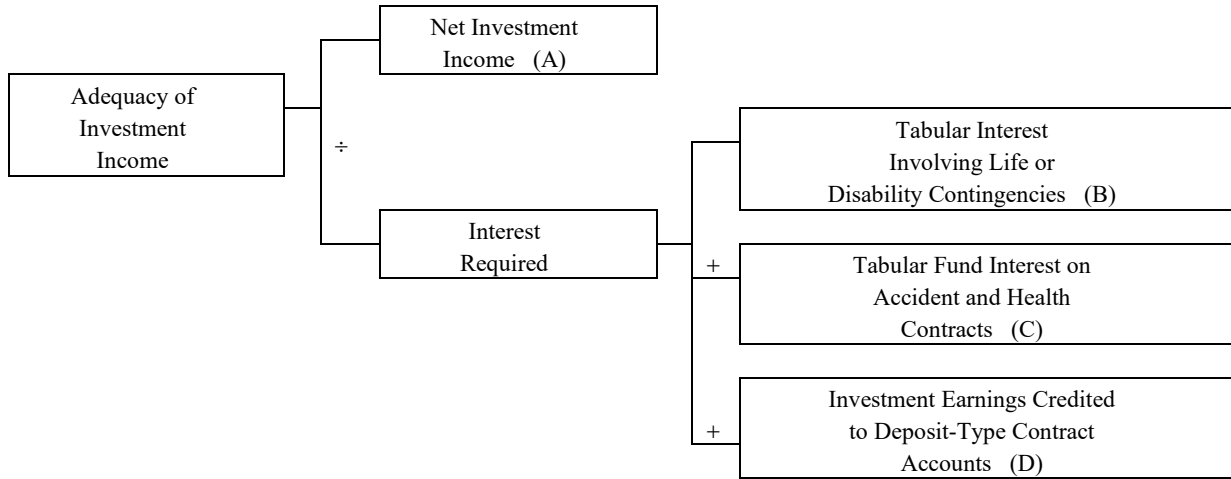 Net Investment
Income (A)
Adequacy of
Investment
Income
÷
Tabular Interest
Involving Life or
Disability Contingencies (B)
Interest
Required
+
Tabular Fund Interest on
Accident and Health
Contracts (C)
+
Investment Earnings Credited
to Deposit-Type Contract
Accounts (D)